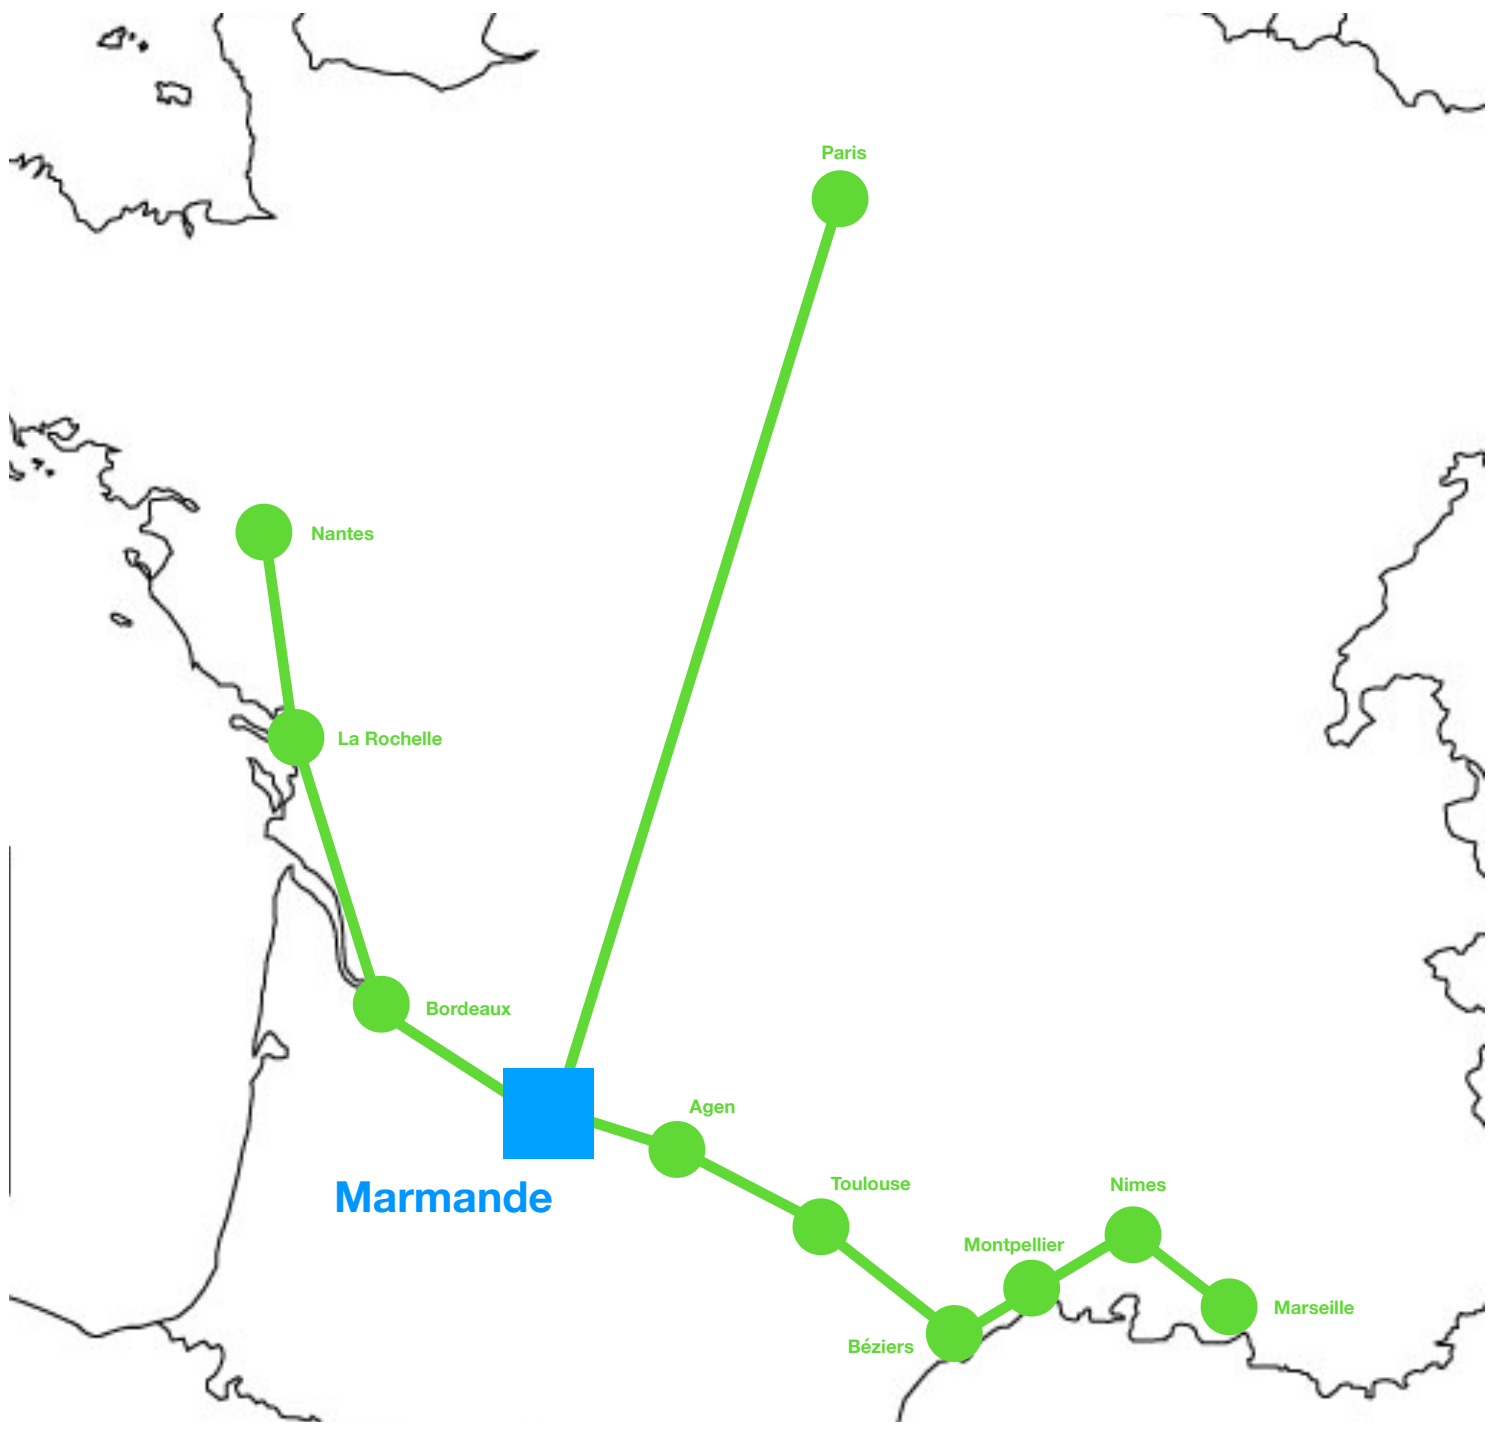 Paris
Nantes
La Rochelle
Bordeaux
Agen
Marmande
Toulouse
Nimes
Montpellier
Marseille
Béziers